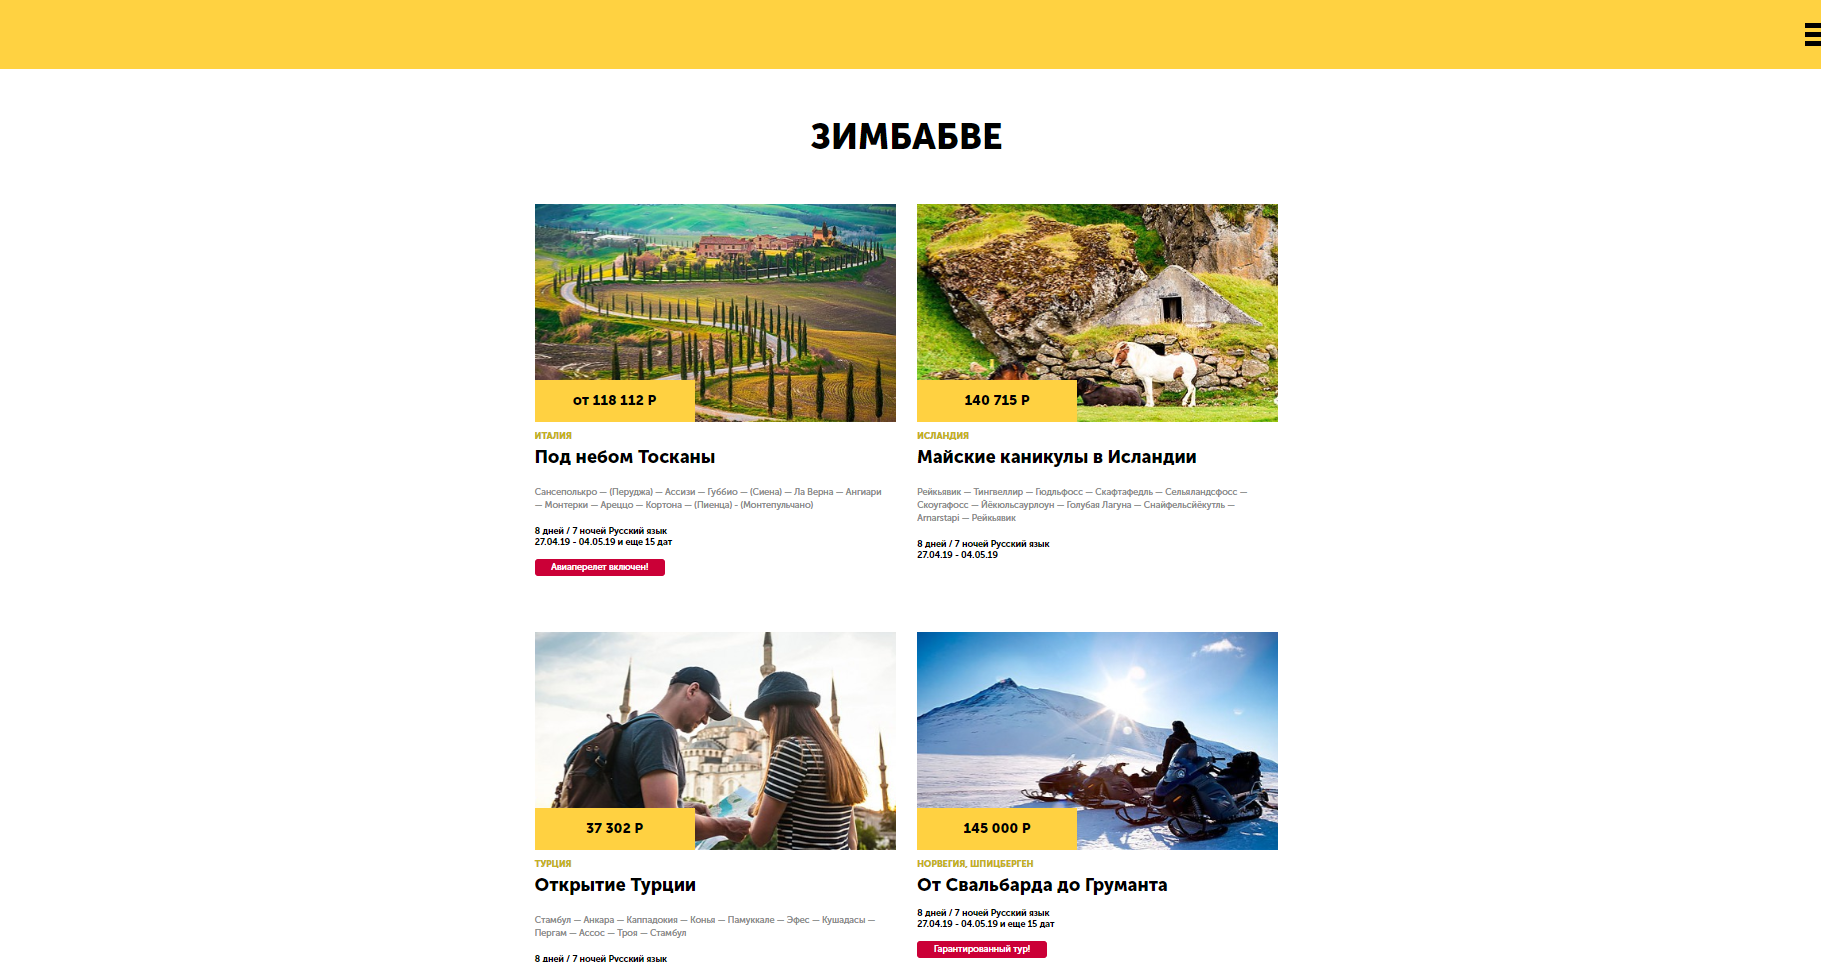 ЗИМБАБВЕ
от 118 112 Р
ИТАЛИЯ
Под небом Тосканы
Сансеполькро — (Перуджа) — Ассизи — Губбио — (Сиена) — Ла Верна — Ангиари
— Монтерки — Ареццо — Кортона — (Пиенца) - (Монтепульчано)
8 дней / 7 ночей Русский язык
27.04.19 - 04.05.19 и еще 15 дат
Авиаперелет включен!
140 715 Р
ИСЛАНДИЯ
Майские каникулы в Исландии
Рейкьявик — Тингвеллир — Гюдльфосс — Скафтафедль — Сельяландсфосс —
Скоугафосс — Йёкюльсаурлоун — Голубая Лагуна — Снайфельсйёкутль —
Arnarstapi — Рейкьявик
8 дней / 7 ночей Русский язык
27.04.19 - 04.05.19
37 302 Р
ТУРЦИЯ
Открытие Турции
Стамбул — Анкара — Каппадокия — Конья — Памуккале — Эфес — Кушадасы —
Пергам — Ассос — Троя — Стамбул
8 дней / 7 ночей Русский язык
145 000 Р
НОРВЕГИЯ, ШПИЦБЕРГЕН
От Свальбарда до Груманта
8 дней / 7 ночей Русский язык
27.04.19 - 04.05.19 и еще 15 дат
Гарантированный тур!